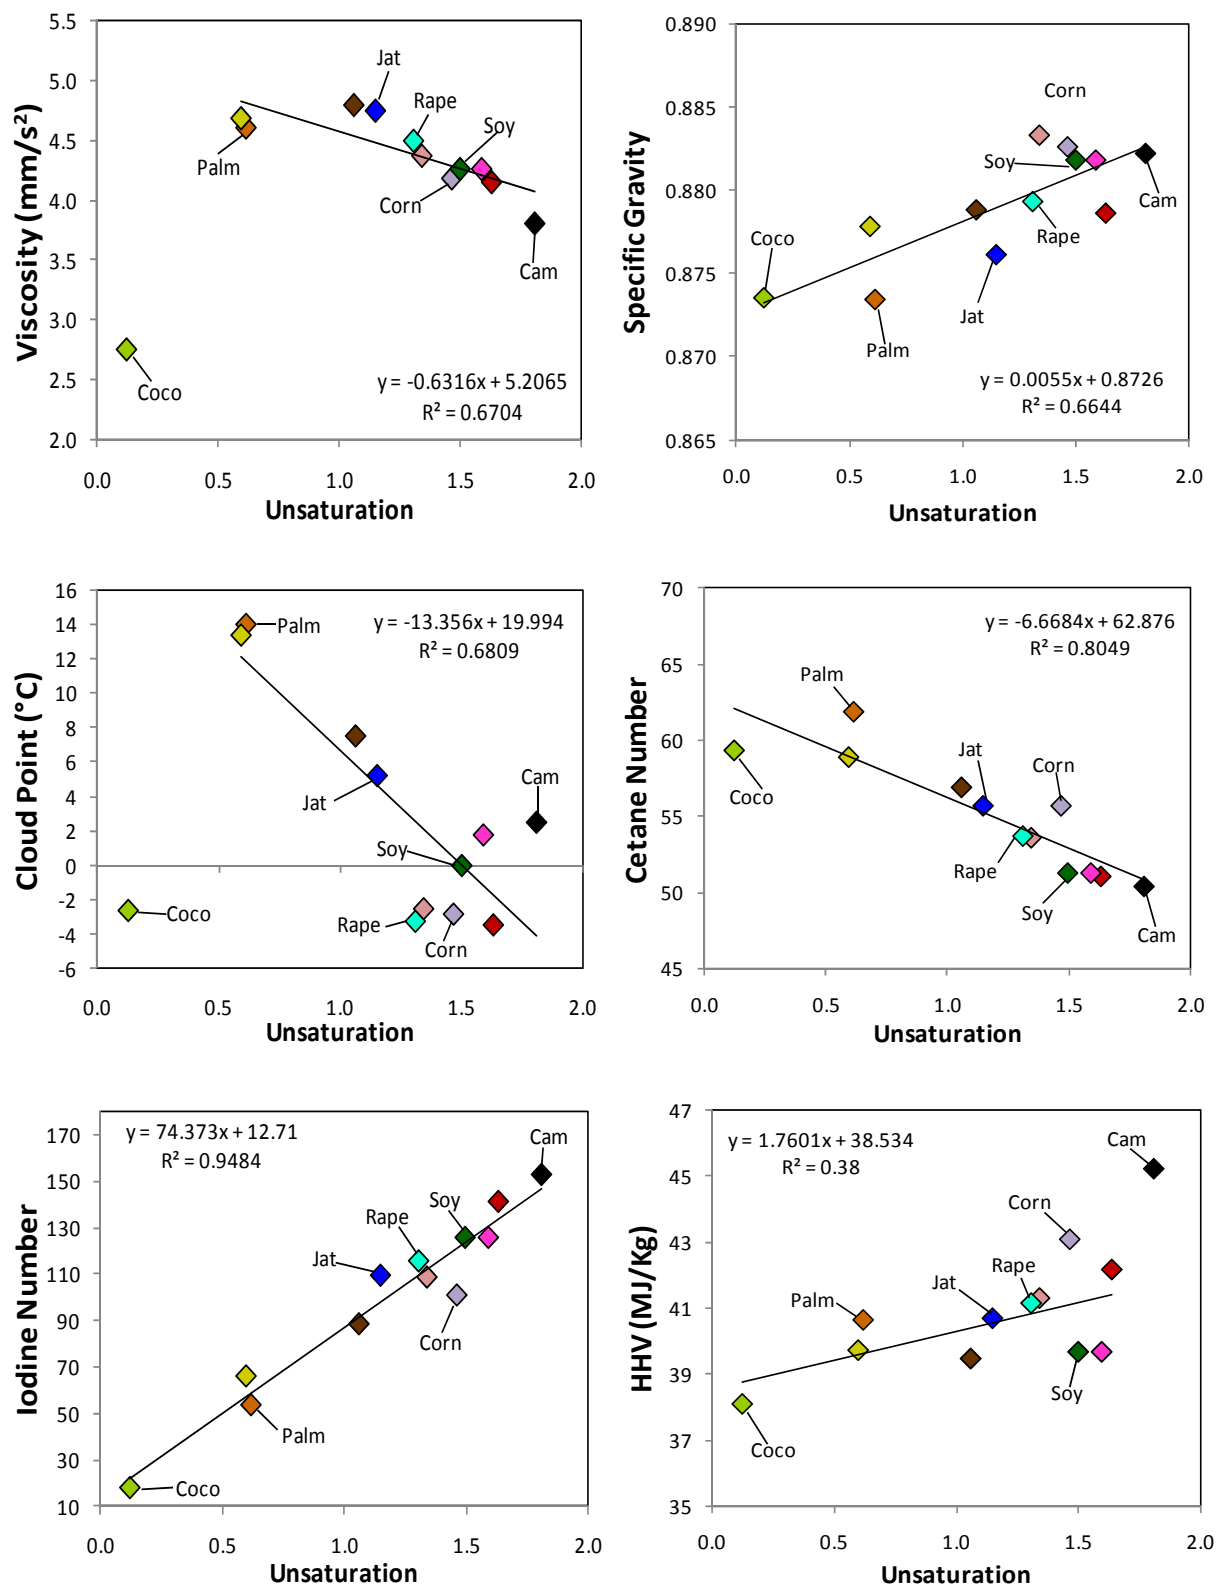 5.5
5.0
4.5
4.0
3.5
3.0
2.5
2.0
Viscosity (mm/s²)
Jat
Rape
Soy
Palm
Corn
Cam
Coco
y = -0.6316x + 5.2065
R² = 0.6704
0.0 0.5 1.0 1.5 2.0
Unsaturation
0.890
0.885
0.880
0.875
0.870
0.865
Specific Gravity
Corn
Soy
Cam
Rape
Coco
Jat
Palm
y = 0.0055x + 0.8726
R² = 0.6644
0.0 0.5 1.0 1.5 2.0
Unsaturation
16
14
12
10
8
6
4
2
0
-2
-4
-6
Cloud Point (°C)
Palm
y = -13.356x + 19.994
R² = 0.6809
Jat
Cam
Soy
Coco
Rape
Corn
0.0 0.5 1.0 1.5 2.0
Unsaturation
70
65
60
55
50
45
Cetane Number
y = -6.6684x + 62.876
R² = 0.8049
Palm
Jat
Corn
Coco
Rape
Soy
Cam
0.0 0.5 1.0 1.5 2.0
Unsaturation
170
150
130
110
90
70
50
30
10
Iodine Number
y = 74.373x + 12.71
R² = 0.9484
Cam
Soy
Rape
Jat
Corn
Palm
Coco
0.0 0.5 1.0 1.5 2.0
Unsaturation
47
45
43
41
39
37
35
HHV (MJ/Kg)
y = 1.7601x + 38.534
R² = 0.38
Cam
Corn
Rape
Jat
Palm
Soy
Coco
0.0 0.5 1.0 1.5 2.0
Unsaturation